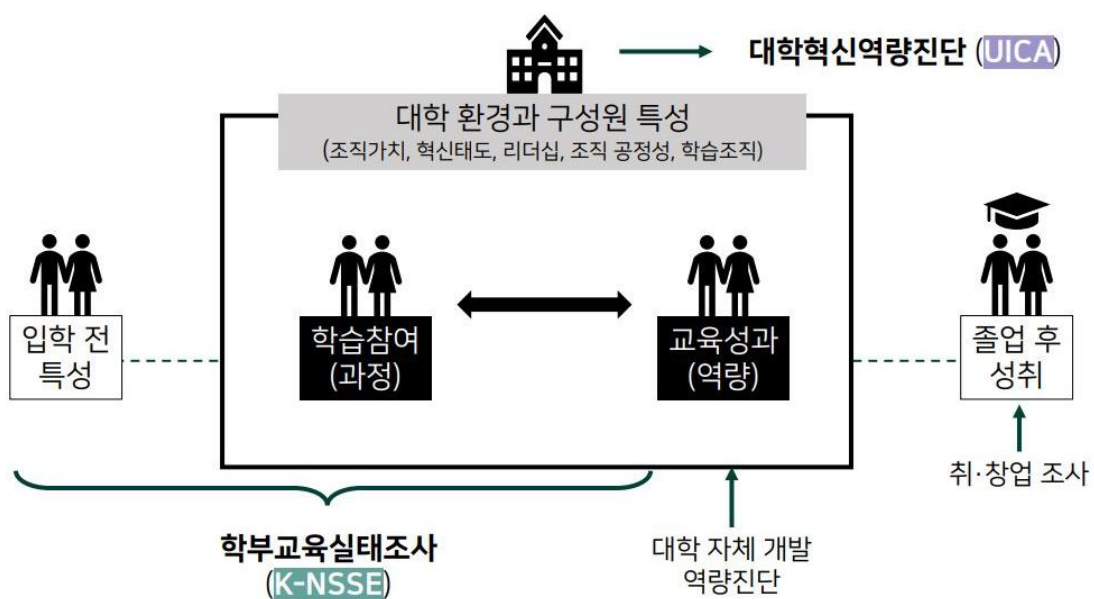 대학혁신역량진단 (UICA)
대학 환경과 구성원 특성
(조직가치, 혁신태도, 리더십, 조직 공정성, 학습조직)
입학 전
특성
학습참여
(과정)
교육성과
(역량)
졸업 후
성취
취·창업 조사
학부교육실태조사
(K-NSSE)
대학 자체 개발
역량진단